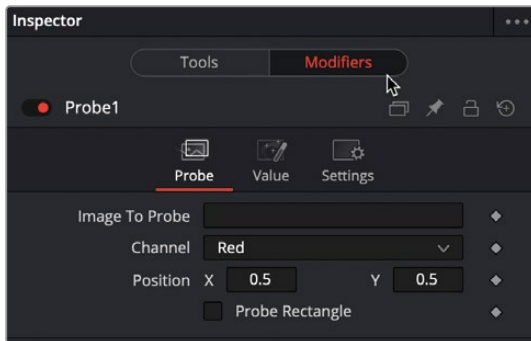 Inspector
Tools Modifiers
Probe1
Probe Value Settings
Image To Probe
Channel Red
Position X 0.5 Y 0.5
Probe Rectangle